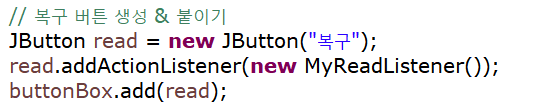 // 복구 버튼 생성 & 붙이기
JButton read = new JButton("복구");
read.addActionListener(new MyReadListener());
buttonBox.add(read);